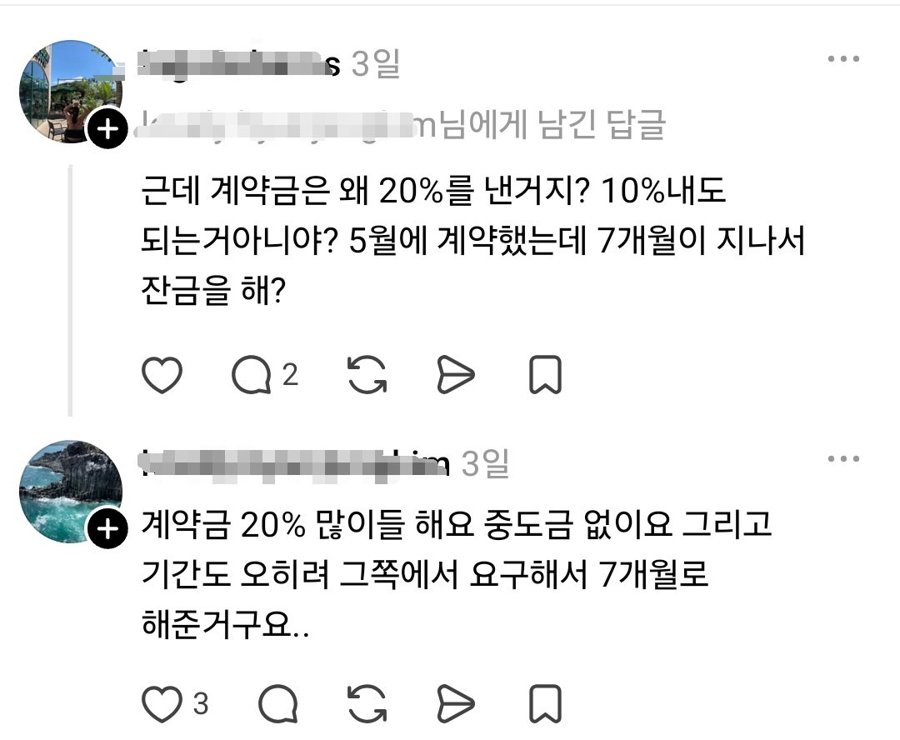 3일
님에게 남긴 답글
근데 계약금은 왜 20%를 낸거지? 10%내도
되는거아니야? 5월에 계약했는데 7개월이 지나서
잔금을 해?
2
3일
계약금 20% 많이들 해요 중도금 없이요 그리고
기간도 오히려 그쪽에서 요구해서 7개월로
해준거구요..
3